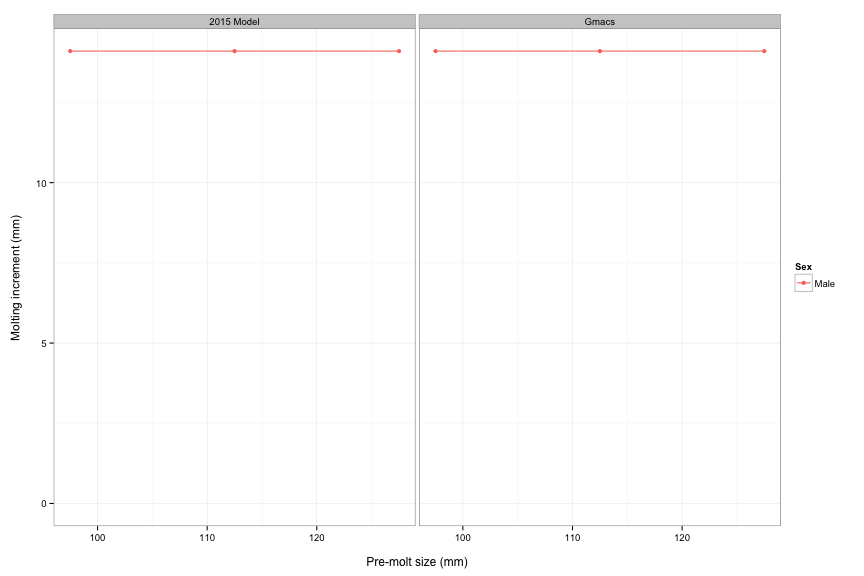 2015 Model
Gmacs
10
5
0
Molting increment (mm)
100 110 120
100 110 120
Pre-molt size (mm)
Sex
Male